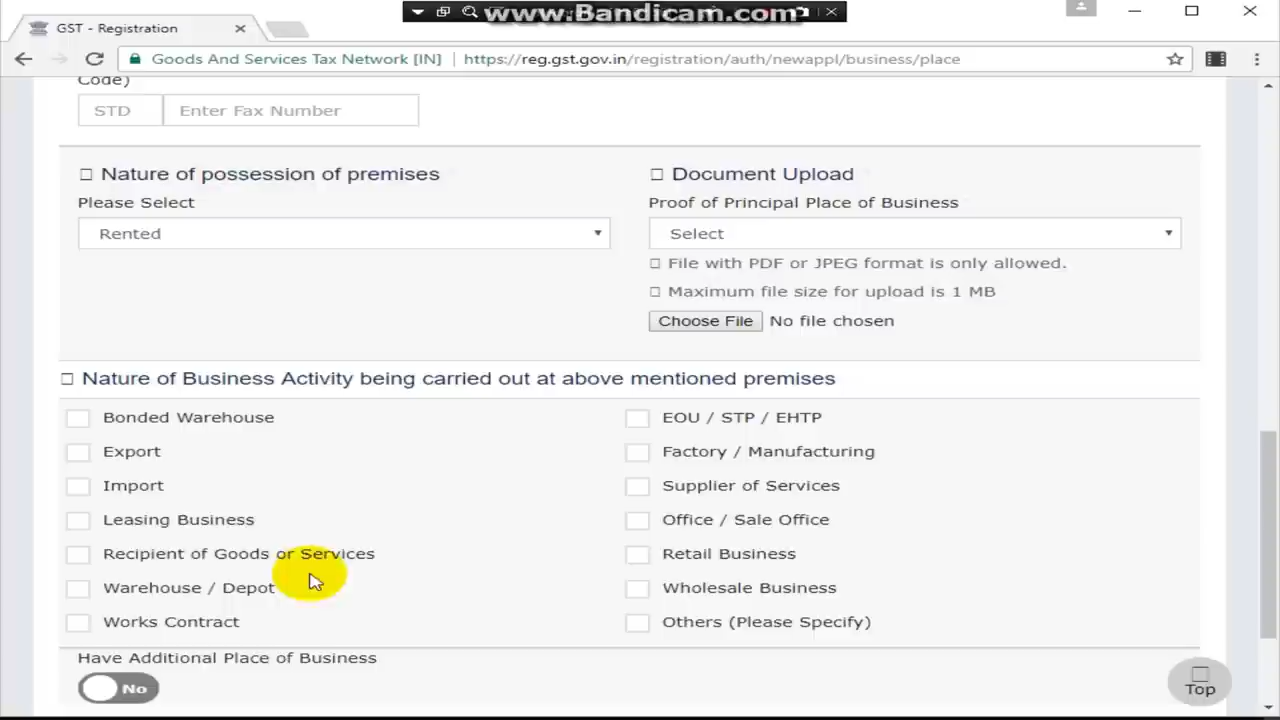 www.Bandicam.com
GST - Registration
Goods And Services Tax Network [IN] https://reg.gst.gov.in/registration/auth/newappl/business/place
Code)
STD Enter Fax Number
Nature of possession of premises
Document Upload
Please Select
Proof of Principal Place of Business
Rented
Select
File with PDF or JPEG format is only allowed.
Maximum file size for upload is 1 MB
Choose File No file chosen
Nature of Business Activity being carried out at above mentioned premises
Bonded Warehouse
EOU / STP / EHTP
Export
Factory / Manufacturing
Import
Supplier of Services
Leasing Business
Office / Sale Office
Recipient of Goods or Services
Retail Business
Warehouse / Depot
Wholesale Business
Works Contract
Others (Please Specify)
Have Additional Place of Business
No
Top